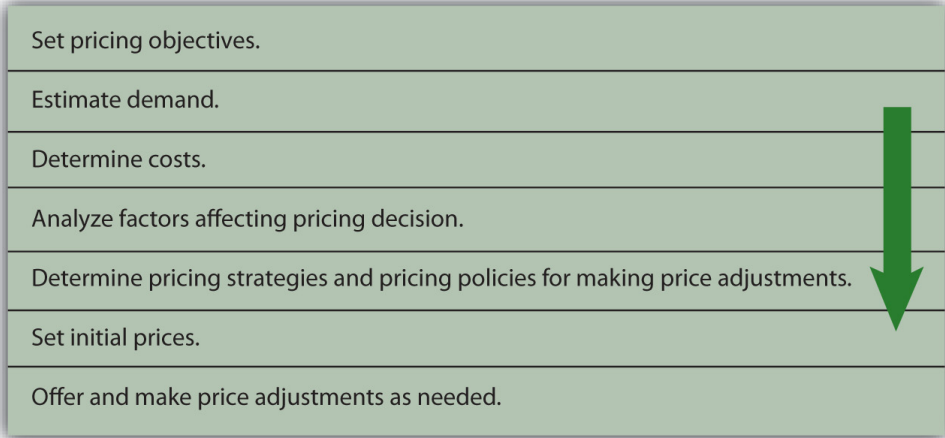 Set pricing objectives.
Estimate demand.
Determine costs.
Analyze factors affecting pricing decision.
Determine pricing strategies and pricing policies for making price adjustments.
Set initial prices.
Offer and make price adjustments as needed.